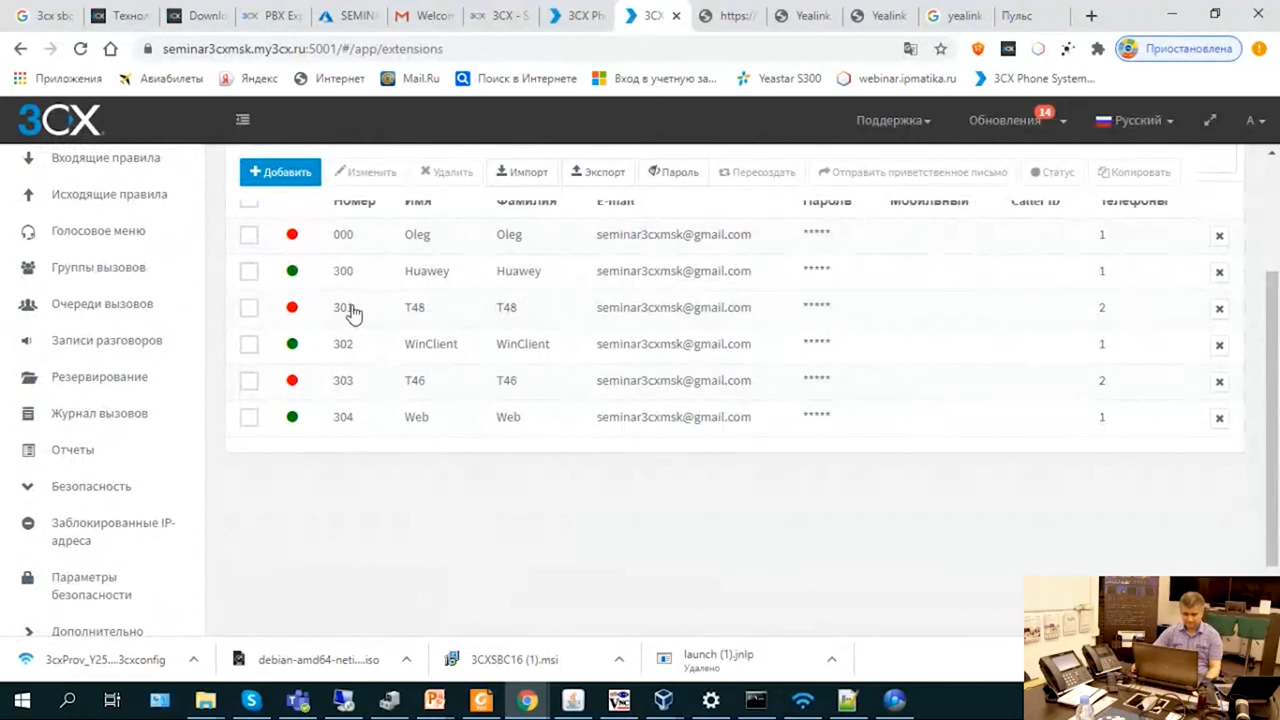 3cx sbc
Технол
Downlo
PBX Exp
SEMINA
Welcom
3CX - S
3CX Ph
3CX
https:/
Yealink
Yealink
yealink
Пульс
seminar3cxmsk.my3cx.ru:5001/#/app/extensions
Приостановлена
Приложения
Авиабилеты
Яндекс
Интернет
Mail.Ru
Поиск в Интернете
Вход в учетную за...
Yeastar S300
webinar.ipmatika.ru
3CX Phone System...
3CX
Поддержка
Обновления
14
Русский
A
Входящие правила
Исходящие правила
Голосовое меню
Группы вызовов
Очереди вызовов
Записи разговоров
Резервирование
Журнал вызовов
Отчеты
Безопасность
Заблокированные IP-
адреса
Параметры
безопасности
Дополнительно
Добавить
Изменить
Удалить
Импорт
Экспорт
Пароль
Пересоздать
Отправить приветственное письмо
Статус
Копировать
Номер Имя Фамилия E-mail Пароль Мобильный Caller ID Телефоны
000 Oleg Oleg seminar3cxmsk@gmail.com ***** 1
300 Huawey Huawey seminar3cxmsk@gmail.com ***** 1
301 T48 T48 seminar3cxmsk@gmail.com ***** 2
302 WinClient WinClient seminar3cxmsk@gmail.com ***** 1
303 T46 T46 seminar3cxmsk@gmail.com ***** 2
304 Web Web seminar3cxmsk@gmail.com ***** 1
3cxProv_Y25....3cxconfig
debian-amd64-neti....iso
3CXSBC16 (1).msi
launch (1).jnlp
Удалено